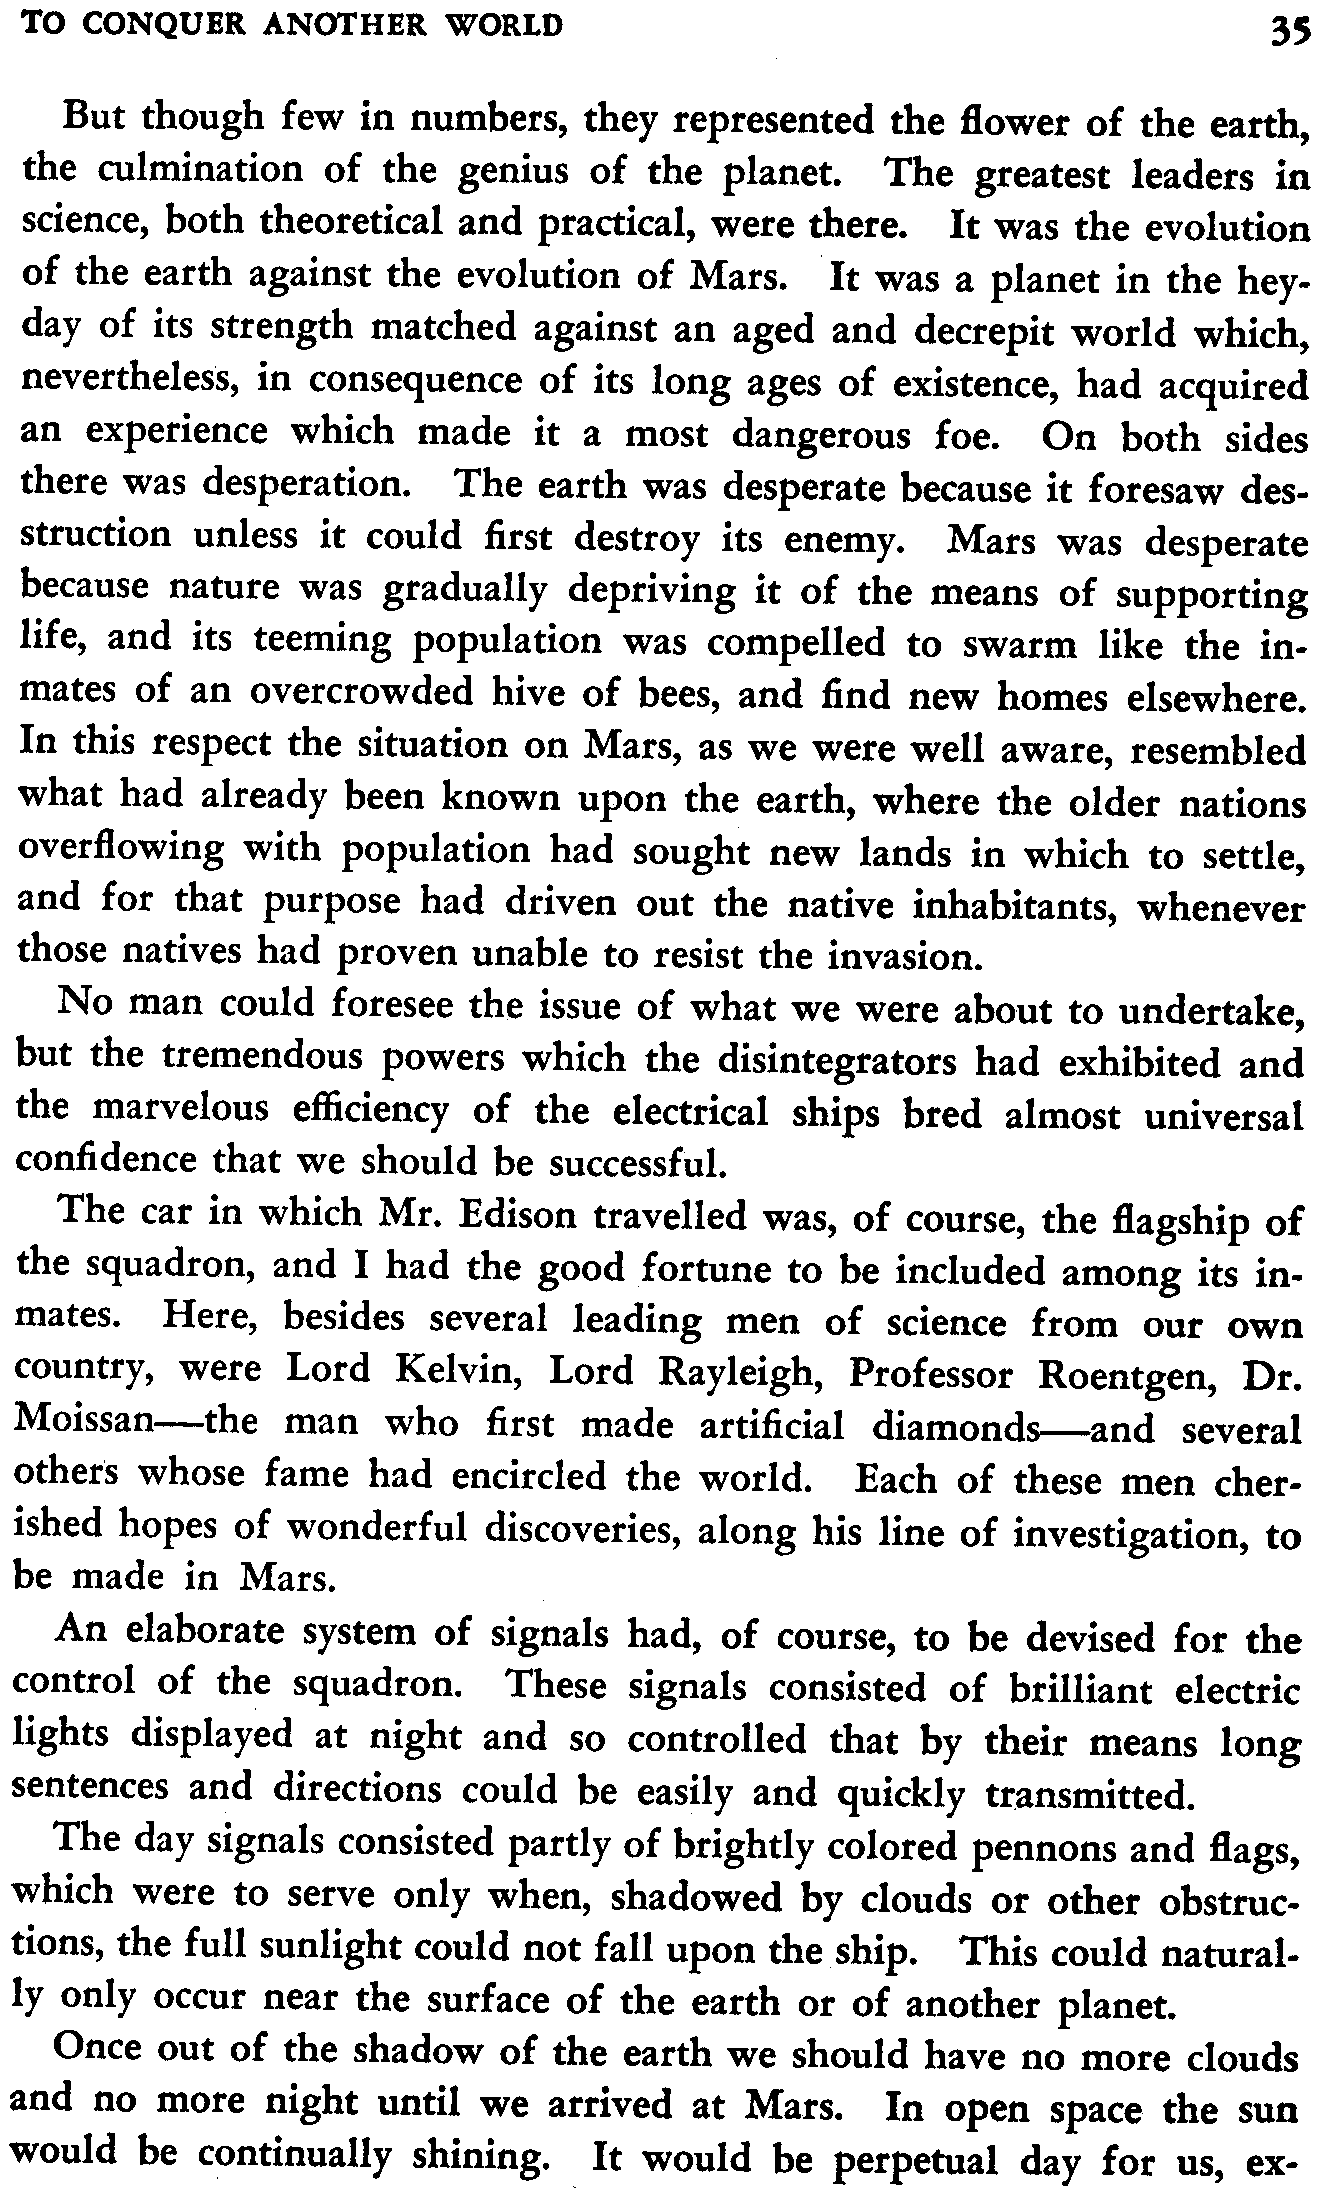 TO CONQUER ANOTHER WORLD 35
But though few in numbers, they represented the flower of the earth,
the culmination of the genius of the planet. The greatest leaders in
science, both theoretical and practical, were there. It was the evolution
of the earth against the evolution of Mars. It was a planet in the hey-
day of its strength matched against an aged and decrepit world which,
nevertheless, in consequence of its long ages of existence, had acquired
an experience which made it a most dangerous foe. On both sides
there was desperation. The earth was desperate because it foresaw des-
struction unless it could first destroy its enemy. Mars was desperate
because nature was gradually depriving it of the means of supporting
life, and its teeming population was compelled to swarm like the in-
mates of an overcrowded hive of bees, and find new homes elsewhere.
In this respect the situation on Mars, as we were well aware, resembled
what had already been known upon the earth, where the older nations
overflowing with population had sought new lands in which to settle,
and for that purpose had driven out the native inhabitants, whenever
those natives had proven unable to resist the invasion.
No man could foresee the issue of what we were about to undertake,
but the tremendous powers which the disintegrators had exhibited and
the marvelous efficiency of the electrical ships bred almost universal
confidence that we should be successful.
The car in which Mr. Edison travelled was, of course, the flagship of
the squadron, and I had the good fortune to be included among its in-
mates. Here, besides several leading men of science from our own
country, were Lord Kelvin, Lord Rayleigh, Professor Roentgen, Dr.
Moissan—the man who first made artificial diamonds—and several
others whose fame had encircled the world. Each of these men cher-
ished hopes of wonderful discoveries, along his line of investigation, to
be made in Mars.
An elaborate system of signals had, of course, to be devised for the
control of the squadron. These signals consisted of brilliant electric
lights displayed at night and so controlled that by their means long
sentences and directions could be easily and quickly transmitted.
The day signals consisted partly of brightly colored pennons and flags,
which were to serve only when, shadowed by clouds or other obstruc-
tions, the full sunlight could not fall upon the ship. This could natural-
ly only occur near the surface of the earth or of another planet.
Once out of the shadow of the earth we should have no more clouds
and no more night until we arrived at Mars. In open space the sun
would be continually shining. It would be perpetual day for us, ex-